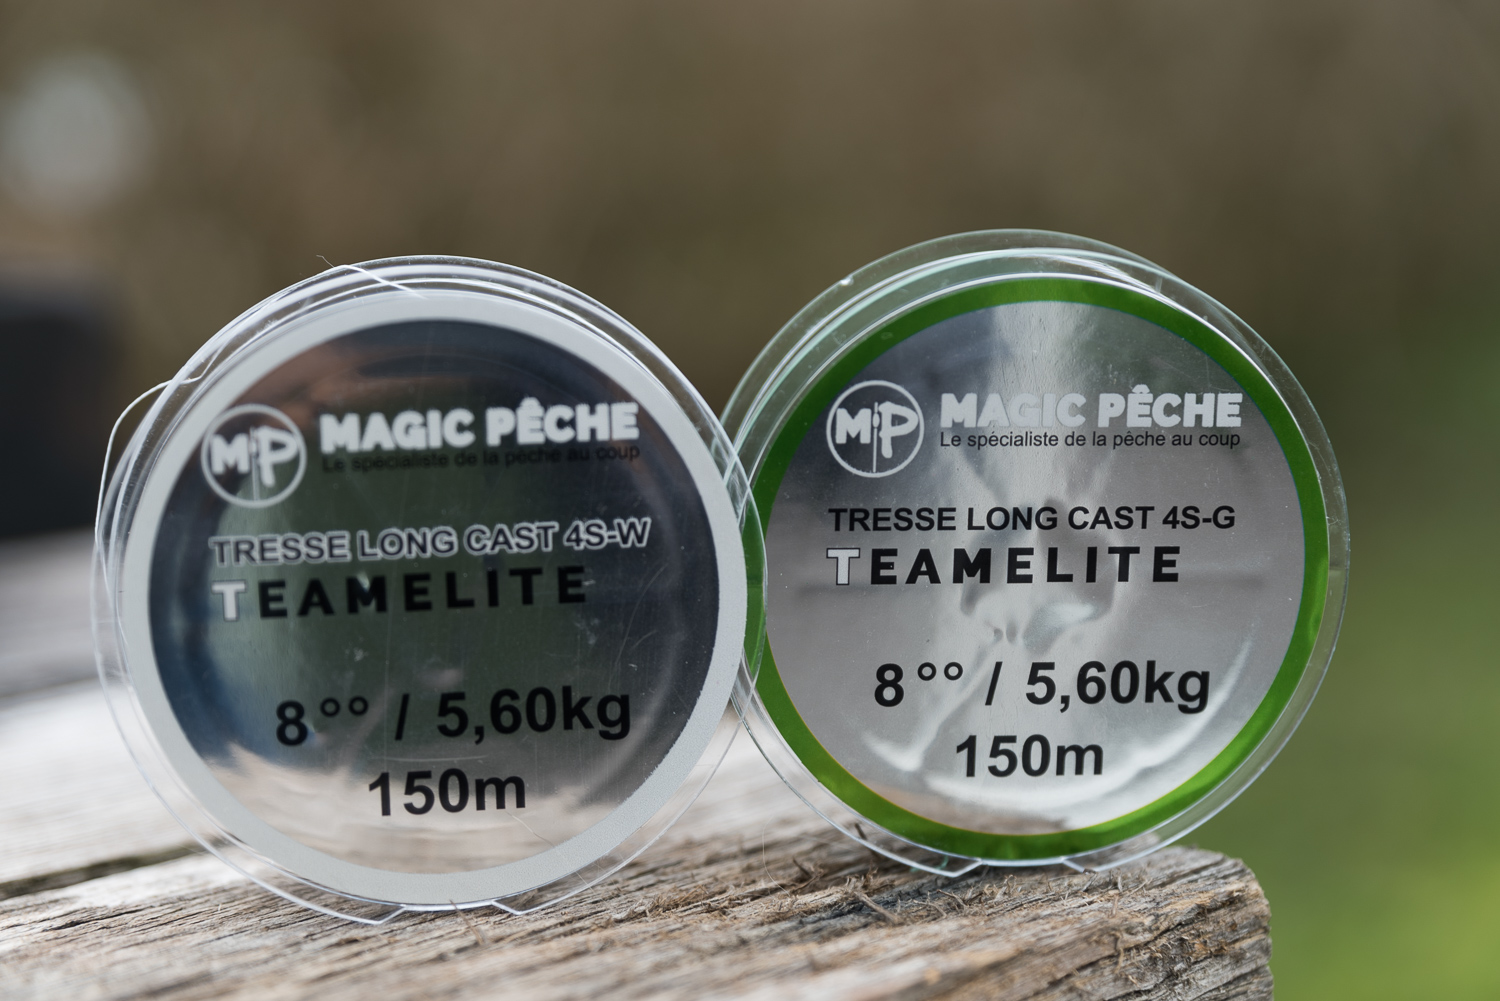 MP MAGIC PÊCHE
Le spécialiste de la pêche au coup
TRESSE LONG CAST 4S-W
TEAMELITE
8°° / 5,60kg
150m
MP MAGIC PÊCHE
Le spécialiste de la pêche au coup
TRESSE LONG CAST 4S-G
TEAMELITE
8°° / 5,60kg
150m